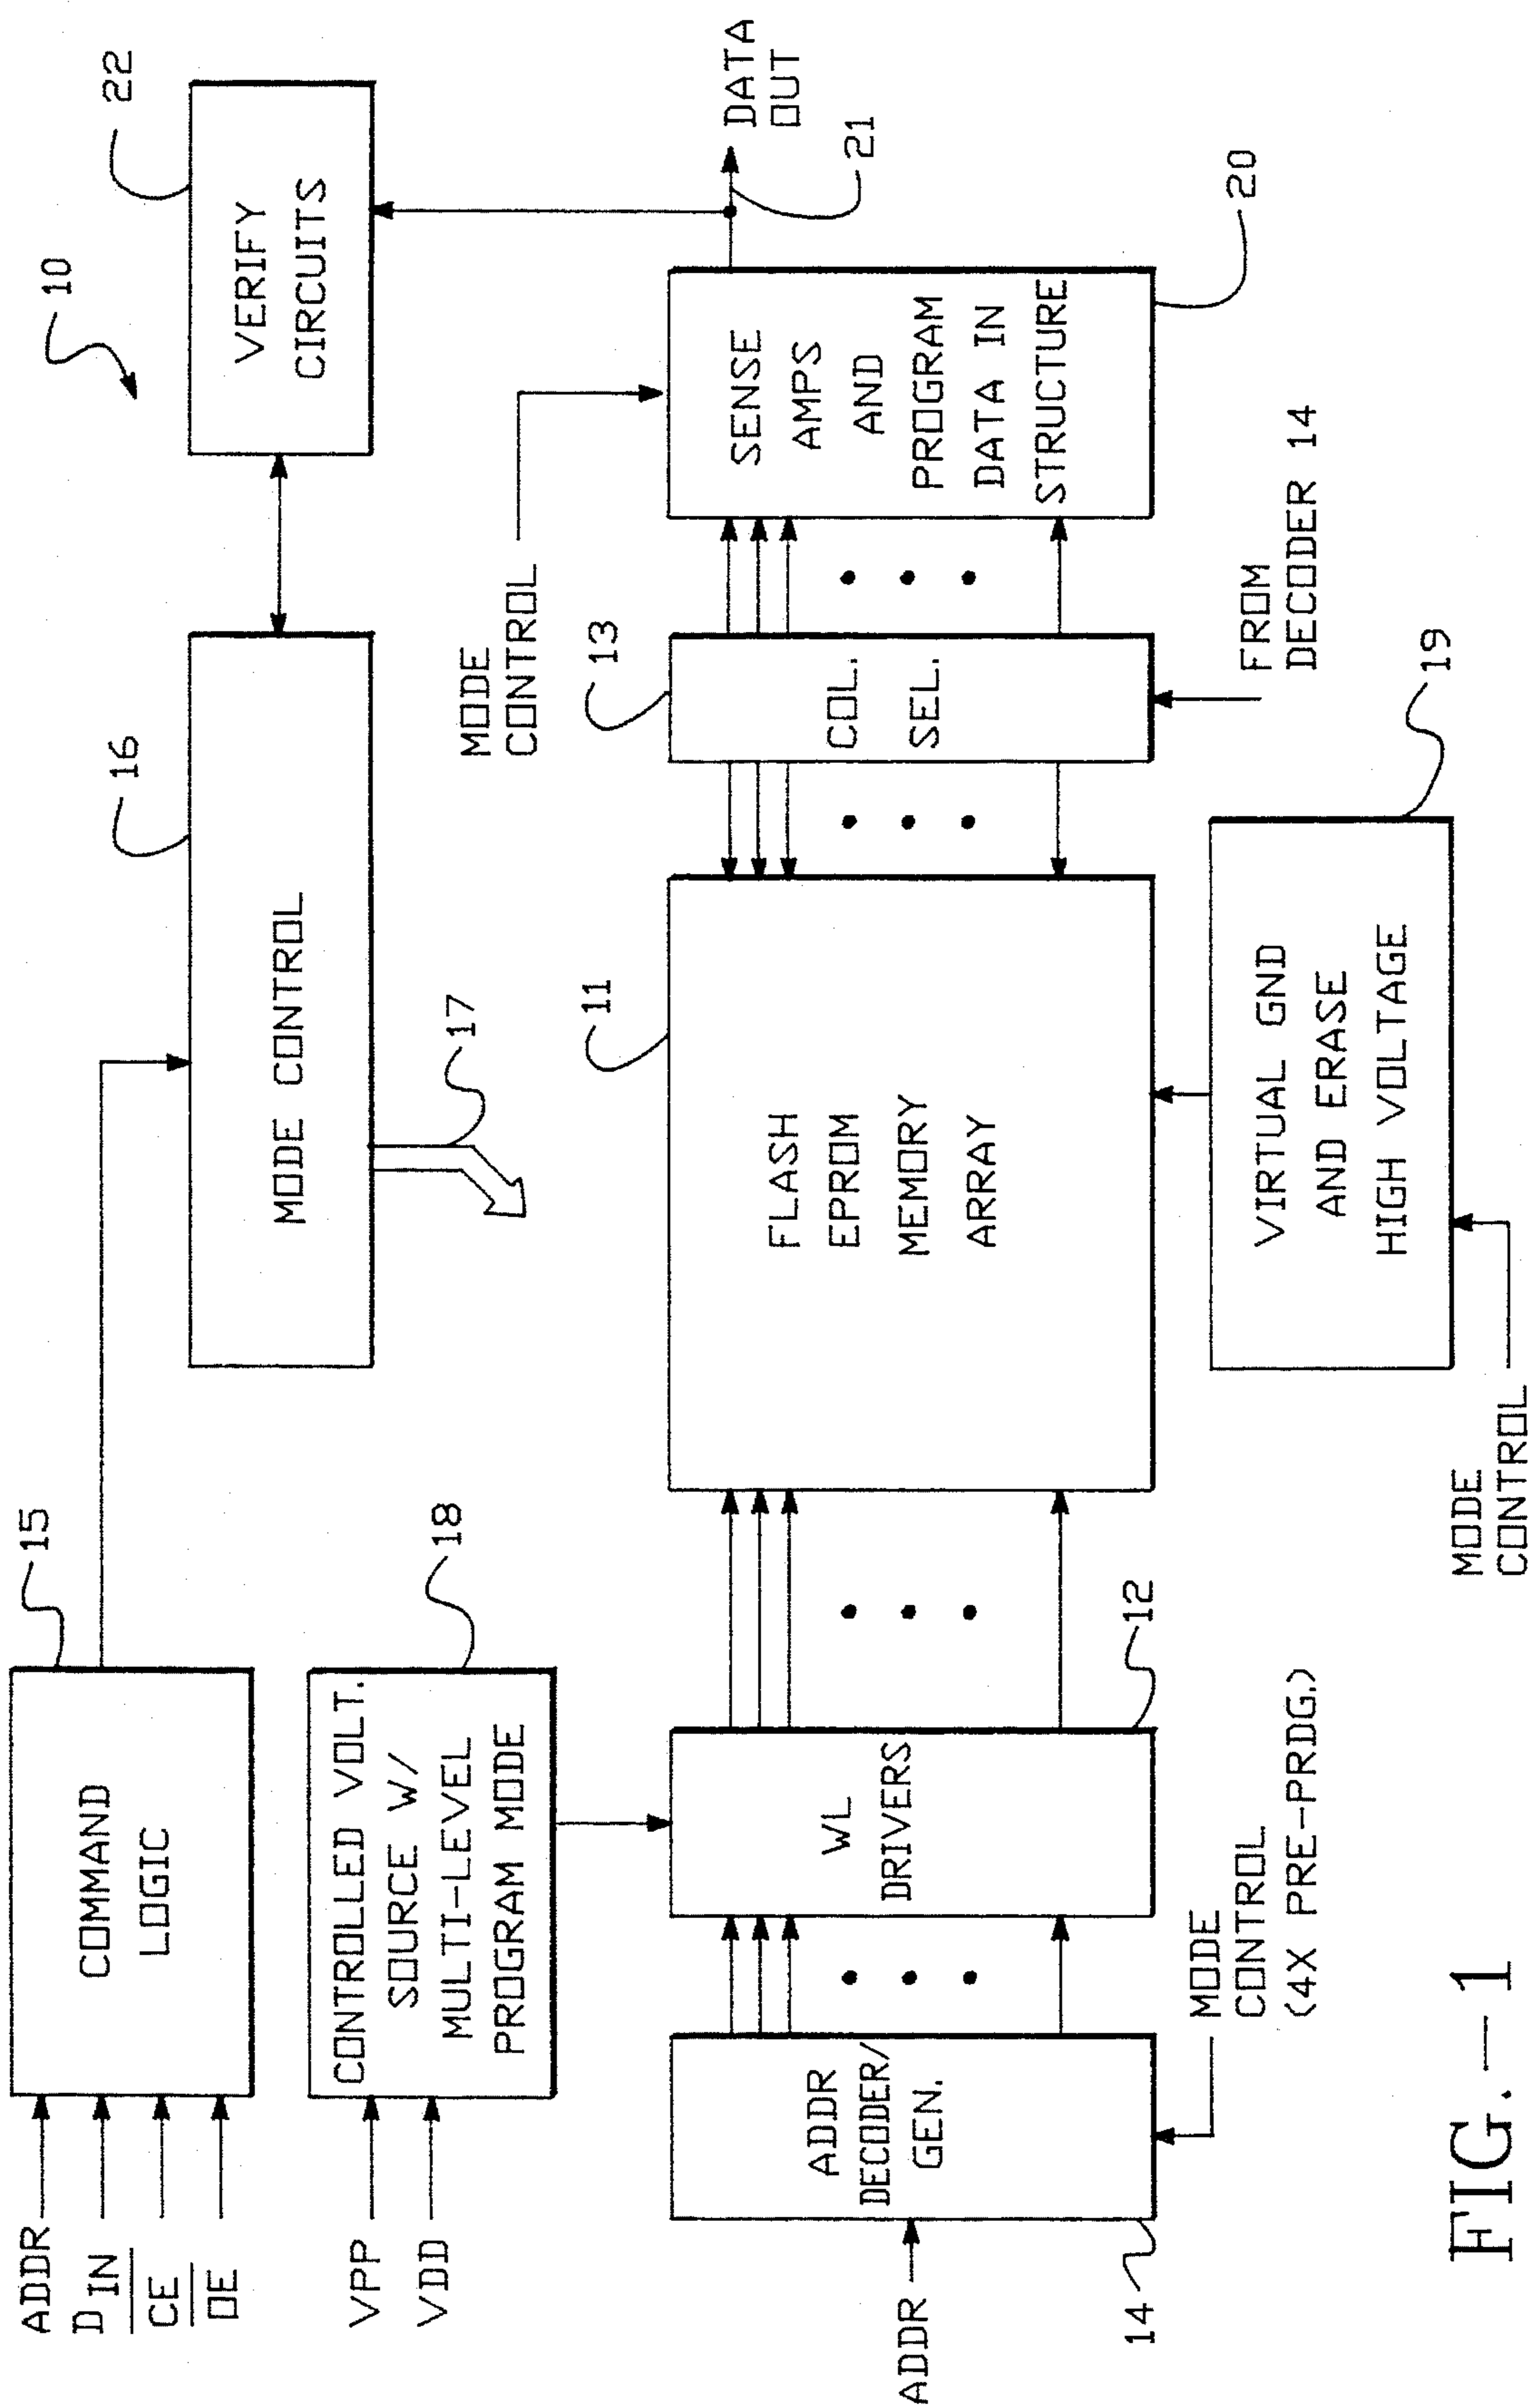 10
ADDR
D IN
CE
OE
COMMAND
LOGIC
15
MODE CONTROL
16
17
VERIFY
CIRCUITS
22
VPP
VDD
CONTROLLED VOLT.
SOURCE W/
MULTI-LEVEL
PROGRAM MODE
18
MODE
CONTROL
ADDR
ADDR
DECODER/
GEN.
14
WL
DRIVERS
12
FLASH
EPROM
MEMORY
ARRAY
11
COL.
SEL.
13
SENSE
AMPS
AND
PROGRAM
DATA IN
STRUCTURE
20
21
DATA
OUT
MODE
CONTROL
(4X PRE-PRDG.)
VIRTUAL GND
AND ERASE
HIGH VOLTAGE
19
FROM
DECODER 14
MODE
CONTROL
FIG.—1